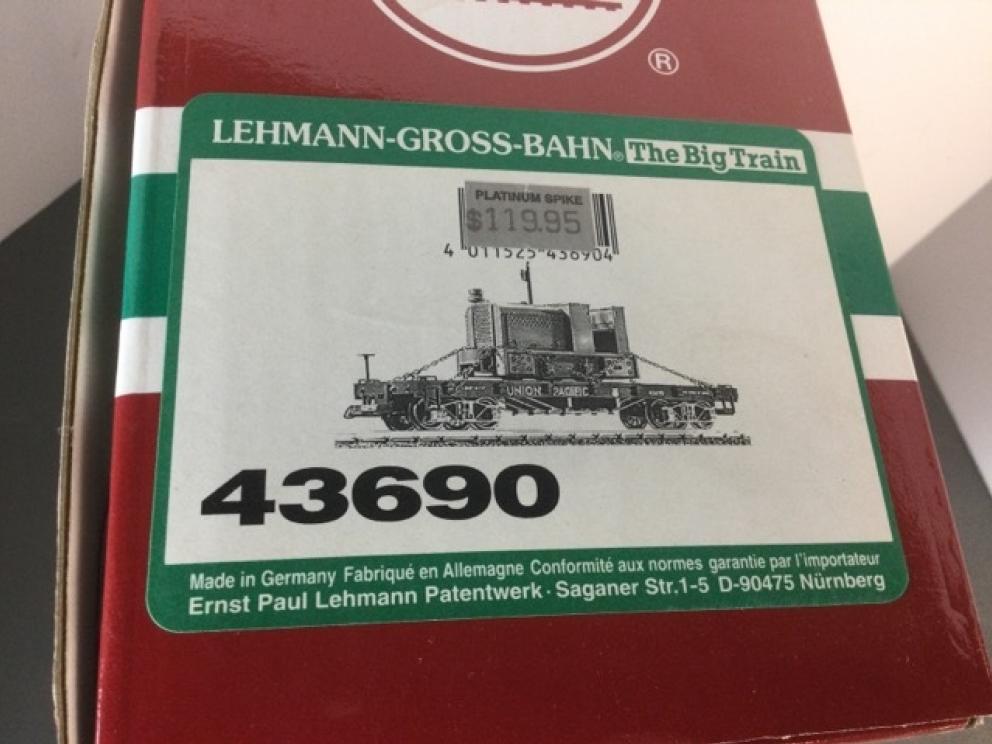 ®
LEHMANN-GROSS-BAHN® The Big Train
PLATINUM SPIKE
$119.95
4 011525 436904
UNION PACIFIC
43690
Made in Germany Fabriqué en Allemagne Conformité aux normes garantie par l'importateur
Ernst Paul Lehmann Patentwerk · Saganer Str.1-5 D-90475 Nürnberg